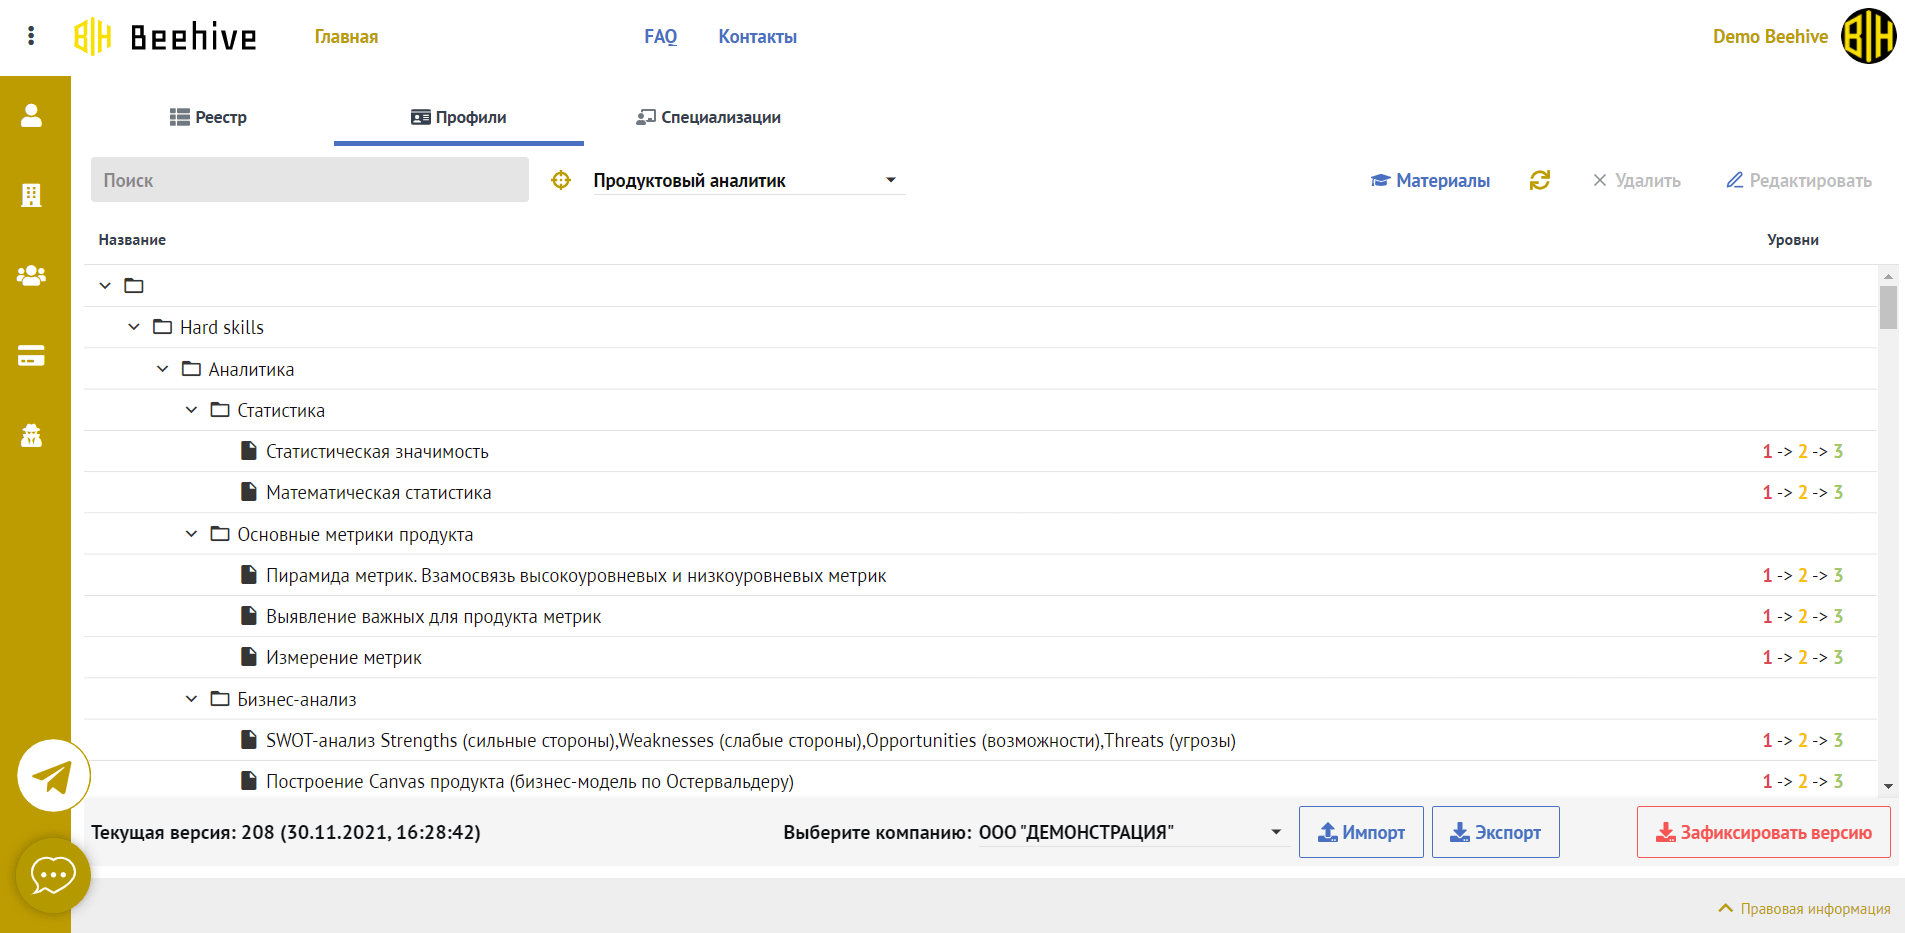 Beehive Главная FAQ Контакты Demo Beehive
Реестр Профили Специализации
Поиск Продуктовый аналитик Материалы Удалить Редактировать
Название Уровни
Hard skills
Аналитика
Статистика
Статистическая значимость 1 -> 2 -> 3
Математическая статистика 1 -> 2 -> 3
Основные метрики продукта
Пирамида метрик. Взамосвязь высокоуровневых и низкоуровневых метрик 1 -> 2 -> 3
Выявление важных для продукта метрик 1 -> 2 -> 3
Измерение метрик 1 -> 2 -> 3
Бизнес-анализ
SWOT-анализ Strengths (сильные стороны),Weaknesses (слабые стороны),Opportunities (возможности),Threats (угрозы) 1 -> 2 -> 3
Построение Canvas продукта (бизнес-модель по Остервальдеру) 1 -> 2 -> 3
Текущая версия: 208 (30.11.2021, 16:28:42) Выберите компанию: ООО "ДЕМОНСТРАЦИЯ" Импорт Экспорт Зафиксировать версию
Правовая информация